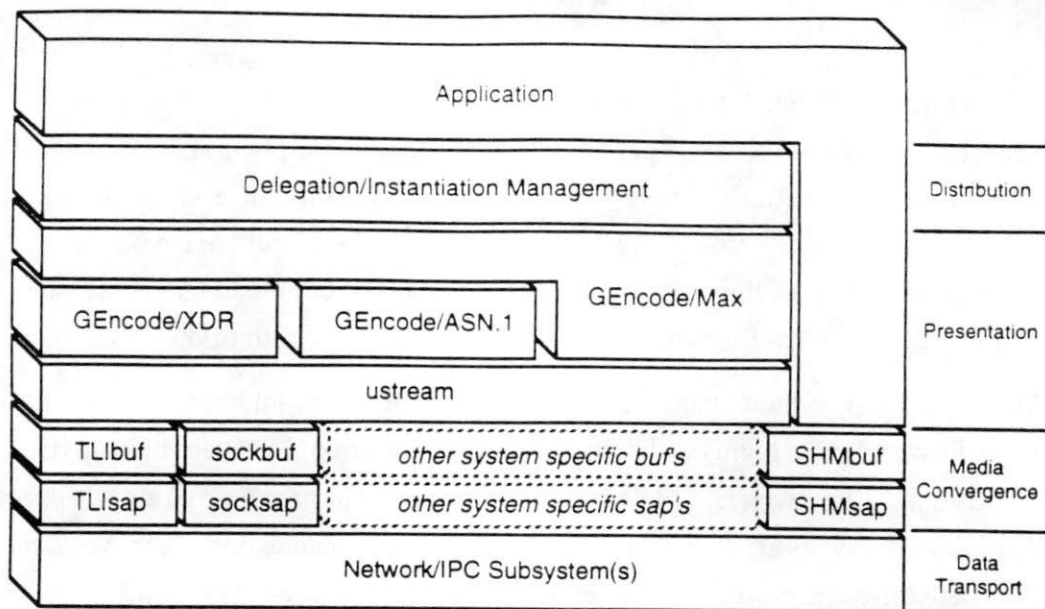 Application
Delegation/Instantiation Management
Distribution
GEncode/Max
GEncode/XDR
GEncode/ASN.1
Presentation
ustream
TLIbuf
sockbuf
other system specific buf's
SHMbuf
Media
Convergence
TLIsap
socksap
other system specific sap's
SHMsap
Network/IPC Subsystem(s)
Data
Transport